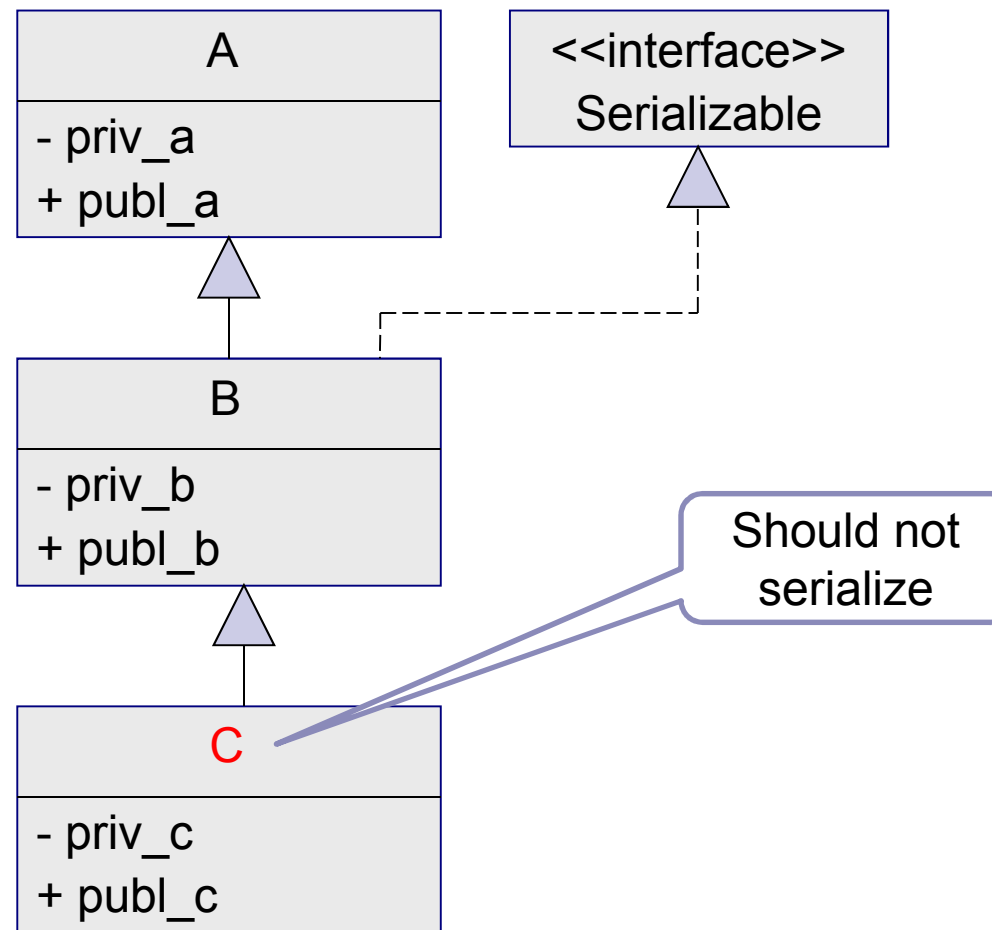 A
- priv_a
+ publ_a
<<interface>>
Serializable
B
- priv_b
+ publ_b
Should not
serialize
C
- priv_c
+ publ_c